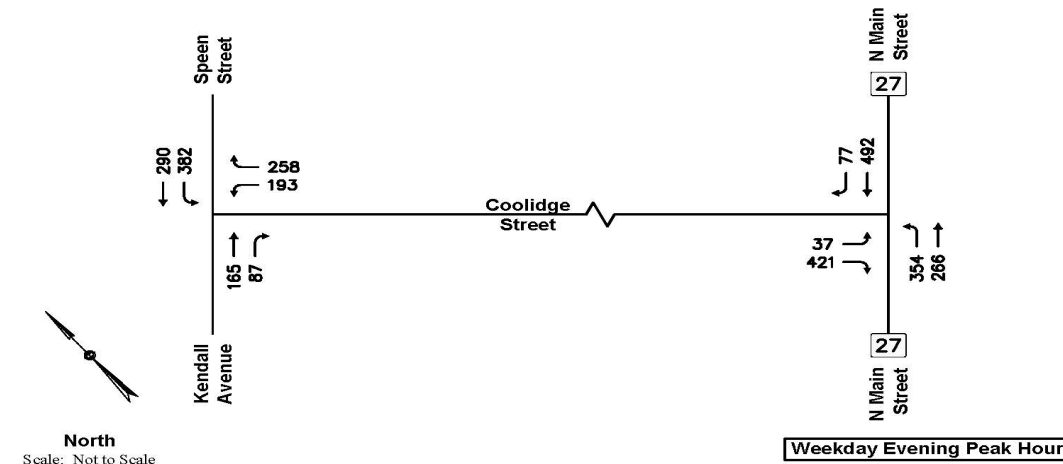 Speen
Street
N Main
Street
27
290
382
258
193
77
492
Coolidge
Street
165
87
37
421
354
266
Kendall
Avenue
27
N Main
Street
North
Scale: Not to Scale
Weekday Evening Peak Hour